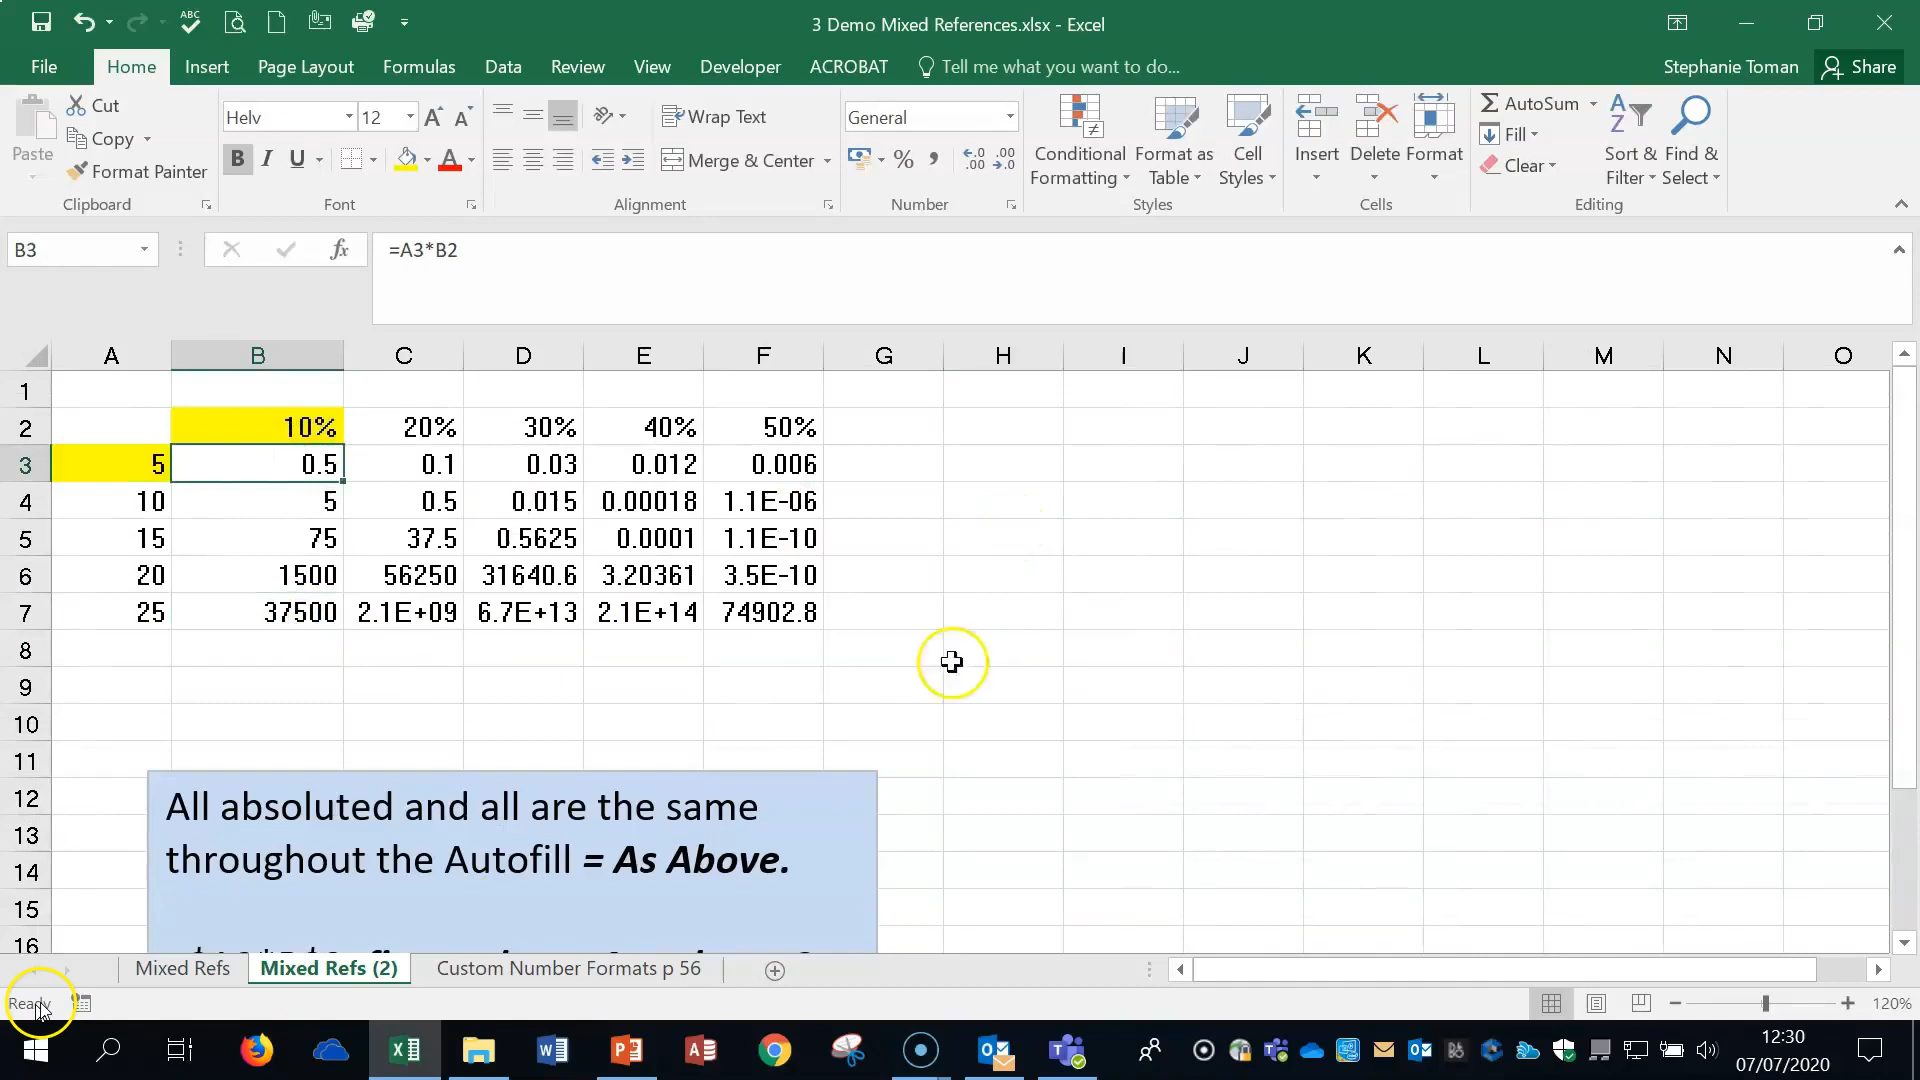 3 Demo Mixed References.xlsx - Excel
File Home Insert Page Layout Formulas Data Review View Developer ACROBAT Tell me what you want to do... Stephanie Toman Share
Paste
Cut
Copy
Format Painter
Clipboard
Helv 12
B I U
Font
Wrap Text
Merge & Center
Alignment
General
Number
Conditional Formatting
Format as Table
Cell Styles
Styles
Insert
Delete
Format
Cells
AutoSum
Fill
Clear
Sort & Filter
Find & Select
Editing
B3 fx =A3*B2
A B C D E F G H I J K L M N O
1
2 10% 20% 30% 40% 50%
3 5 0.5 0.1 0.03 0.012 0.006
4 10 5 0.5 0.015 0.00018 1.1E-06
5 15 75 37.5 0.5625 0.0001 1.1E-10
6 20 1500 56250 31640.6 3.20361 3.5E-10
7 25 37500 2.1E+09 6.7E+13 2.1E+14 74902.8
8
9
10
11
12
13
14
15
16
All absoluted and all are the same
throughout the Autofill = As Above.
Mixed Refs Mixed Refs (2) Custom Number Formats p 56
Ready 120%
12:30
07/07/2020